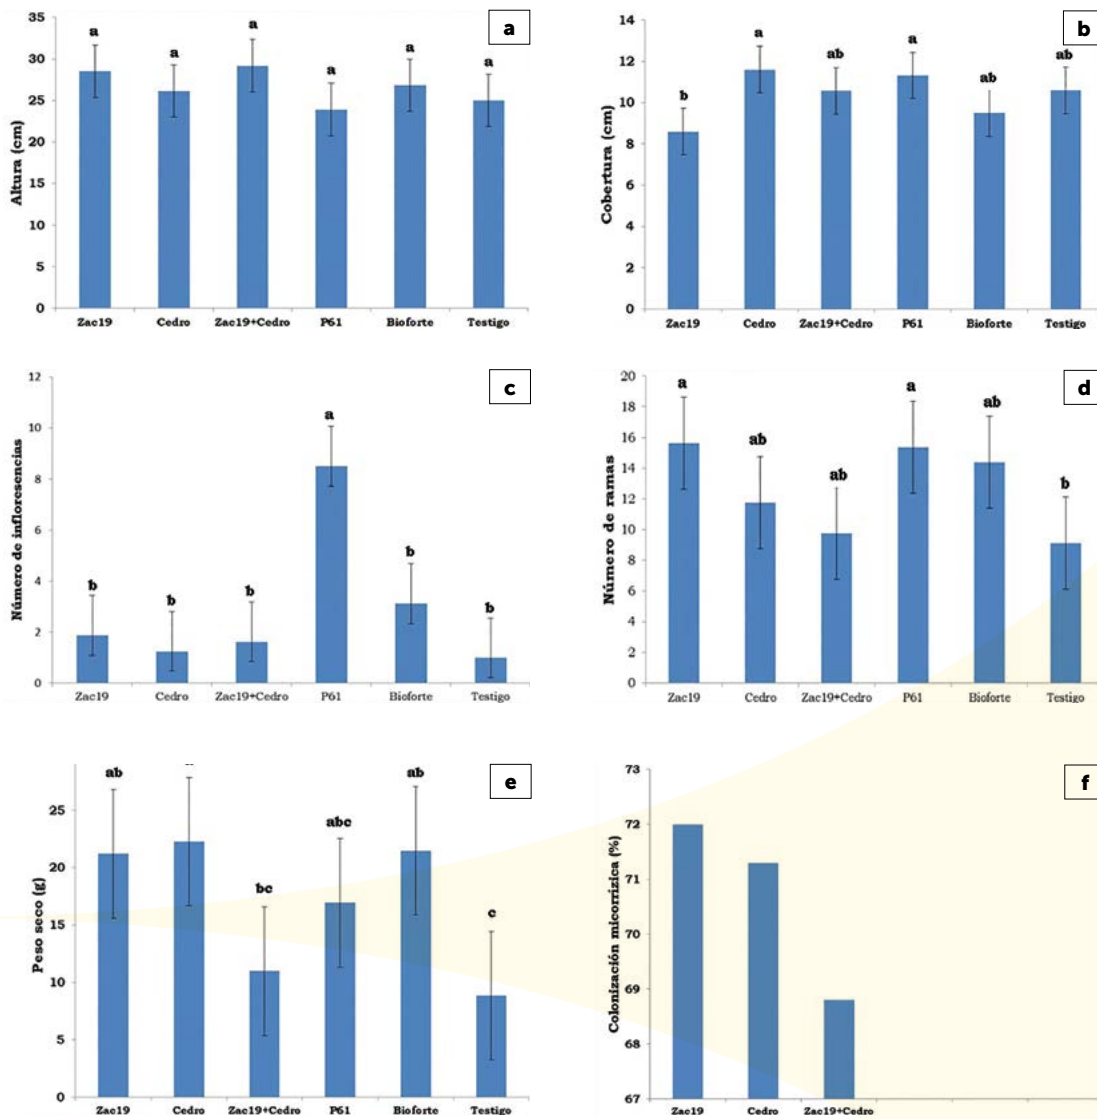 a
Altura (cm)
35
30
25
20
15
10
5
0
a
a
a
a
a
a
Zac19 Cedro Zac19+Cedro P61 Bioforte Testigo
b
Cobertura (cm)
14
12
10
8
6
4
2
0
b
a
ab
a
ab
ab
Zac19 Cedro Zac19+Cedro P61 Bioforte Testigo
c
Número de infloresencias
12
10
8
6
4
2
0
b
b
b
a
b
b
Zac19 Cedro Zac19+Cedro P61 Bioforte Testigo
d
Número de ramas
20
18
16
14
12
10
8
6
4
2
0
a
ab
ab
a
ab
b
Zac19 Cedro Zac19+Cedro P61 Bioforte Testigo
e
Peso seco (g)
25
20
15
10
5
0
ab
bc
abc
ab
c
Zac19 Cedro Zac19+Cedro P61 Bioforte Testigo
f
Colonización micorrízica (%)
73
72
71
70
69
68
67
Zac19 Cedro Zac19+Cedro